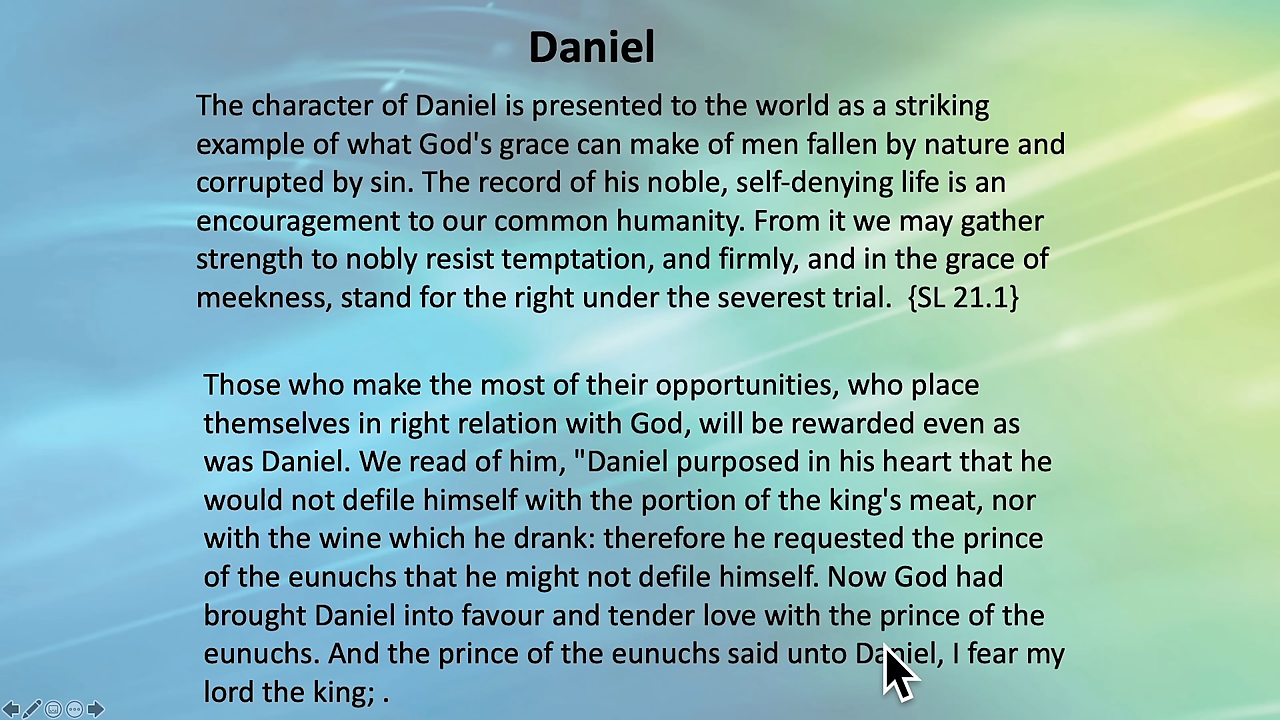 Daniel
The character of Daniel is presented to the world as a striking
example of what God's grace can make of men fallen by nature and
corrupted by sin. The record of his noble, self-denying life is an
encouragement to our common humanity. From it we may gather
strength to nobly resist temptation, and firmly, and in the grace of
meekness, stand for the right under the severest trial.  {SL 21.1}
Those who make the most of their opportunities, who place
themselves in right relation with God, will be rewarded even as
was Daniel. We read of him, "Daniel purposed in his heart that he
would not defile himself with the portion of the king's meat, nor
with the wine which he drank: therefore he requested the prince
of the eunuchs that he might not defile himself. Now God had
brought Daniel into favour and tender love with the prince of the
eunuchs. And the prince of the eunuchs said unto Daniel, I fear my
lord the king; .